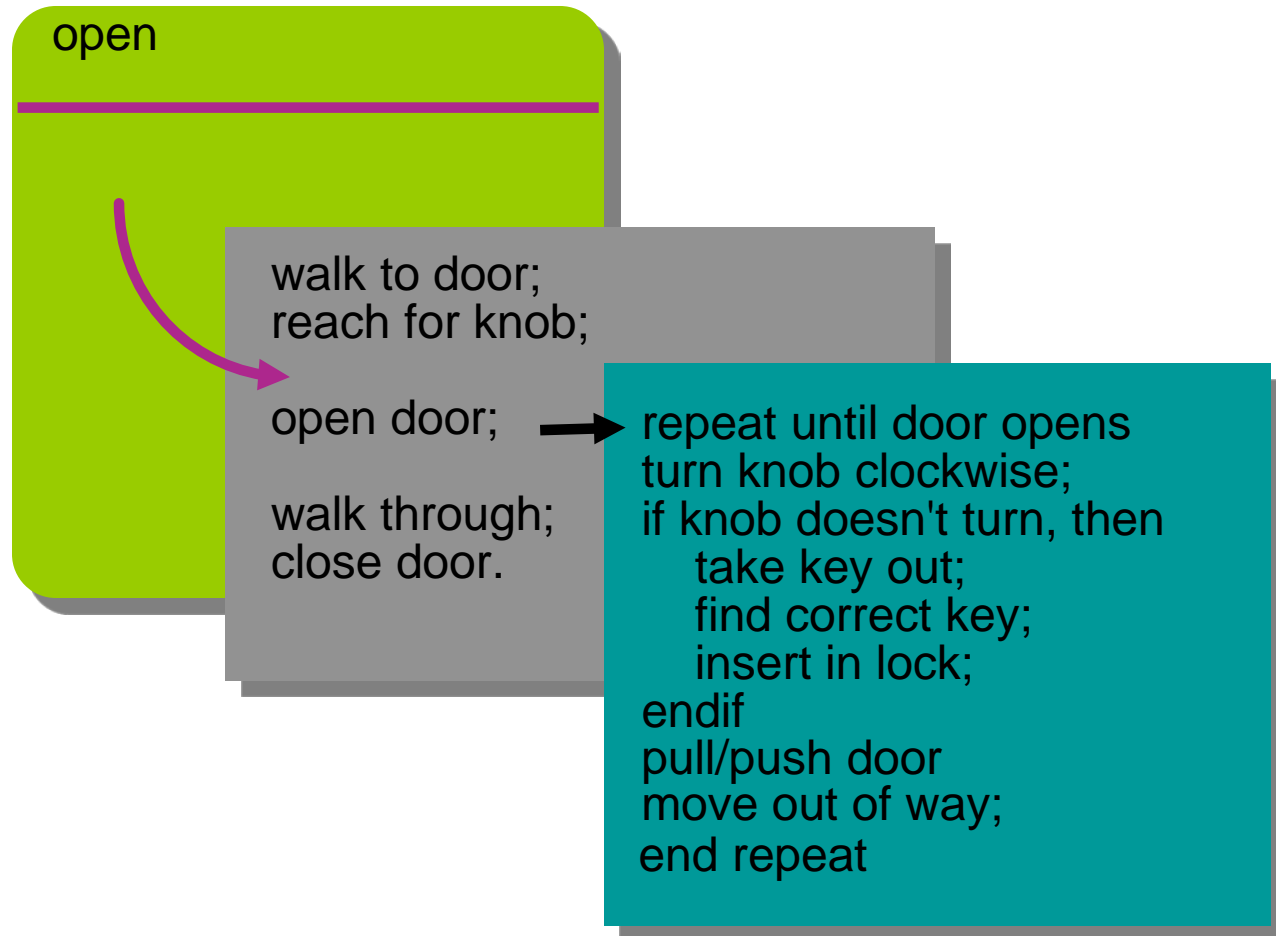 open
walk to door;
reach for knob;
open door;
walk through;
close door.
repeat until door opens
turn knob clockwise;
if knob doesn't turn, then
take key out;
find correct key;
insert in lock;
endif
pull/push door
move out of way;
end repeat